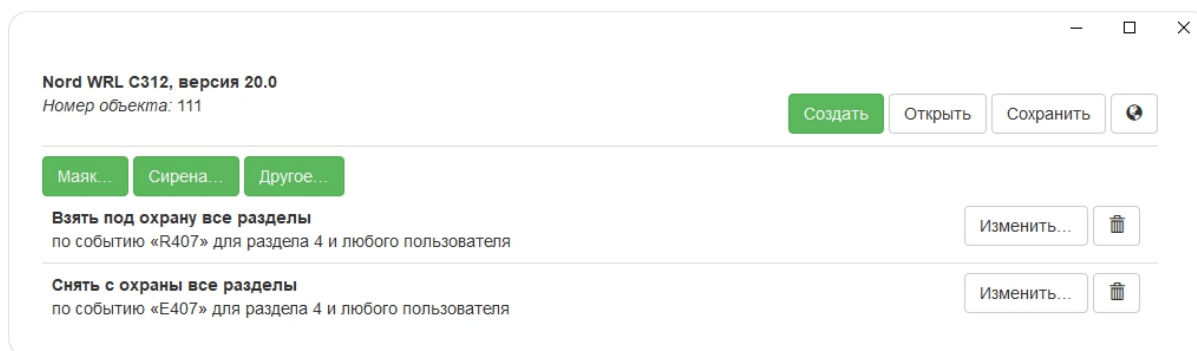 Nord WRL C312, версия 20.0
Номер объекта: 111
Создать
Открыть
Сохранить
Маяк...
Сирена...
Другое...
Взять под охрану все разделы
по событию «R407» для раздела 4 и любого пользователя
Изменить...
Снять с охраны все разделы
по событию «E407» для раздела 4 и любого пользователя
Изменить...